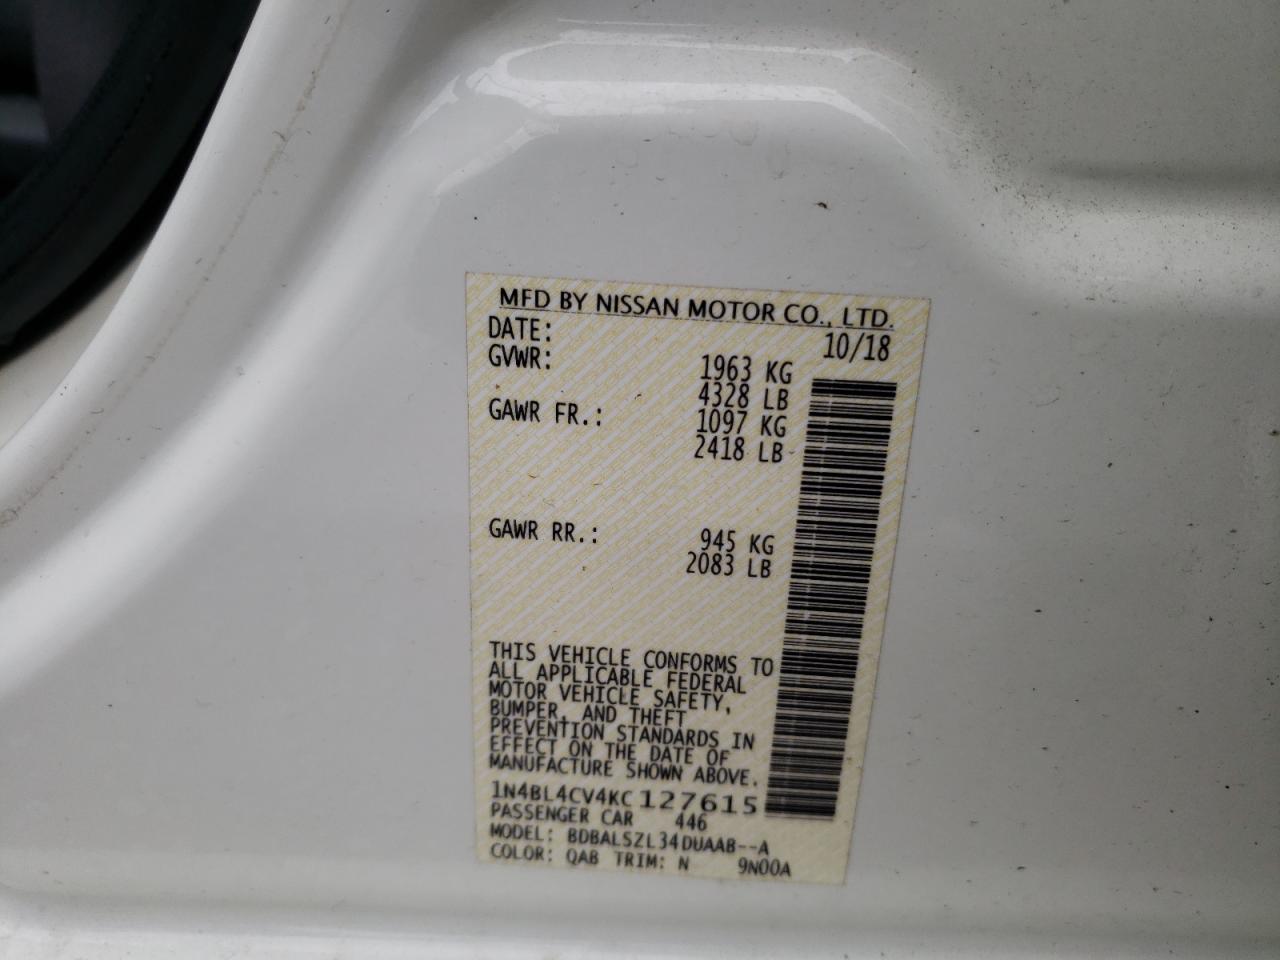 MFD BY NISSAN MOTOR CO., LTD.
DATE: 10/18
GVWR: 1963 KG
4328 LB
GAWR FR.: 1097 KG
2418 LB
GAWR RR.: 945 KG
2083 LB
THIS VEHICLE CONFORMS TO
ALL APPLICABLE FEDERAL
MOTOR VEHICLE SAFETY,
BUMPER, AND THEFT
PREVENTION STANDARDS IN
EFFECT ON THE DATE OF
MANUFACTURE SHOWN ABOVE.
1N4BL4CV4KC127615
PASSENGER CAR 446
MODEL: BDBALSZL34DUAAB--A
COLOR: QAB TRIM: N 9N00A